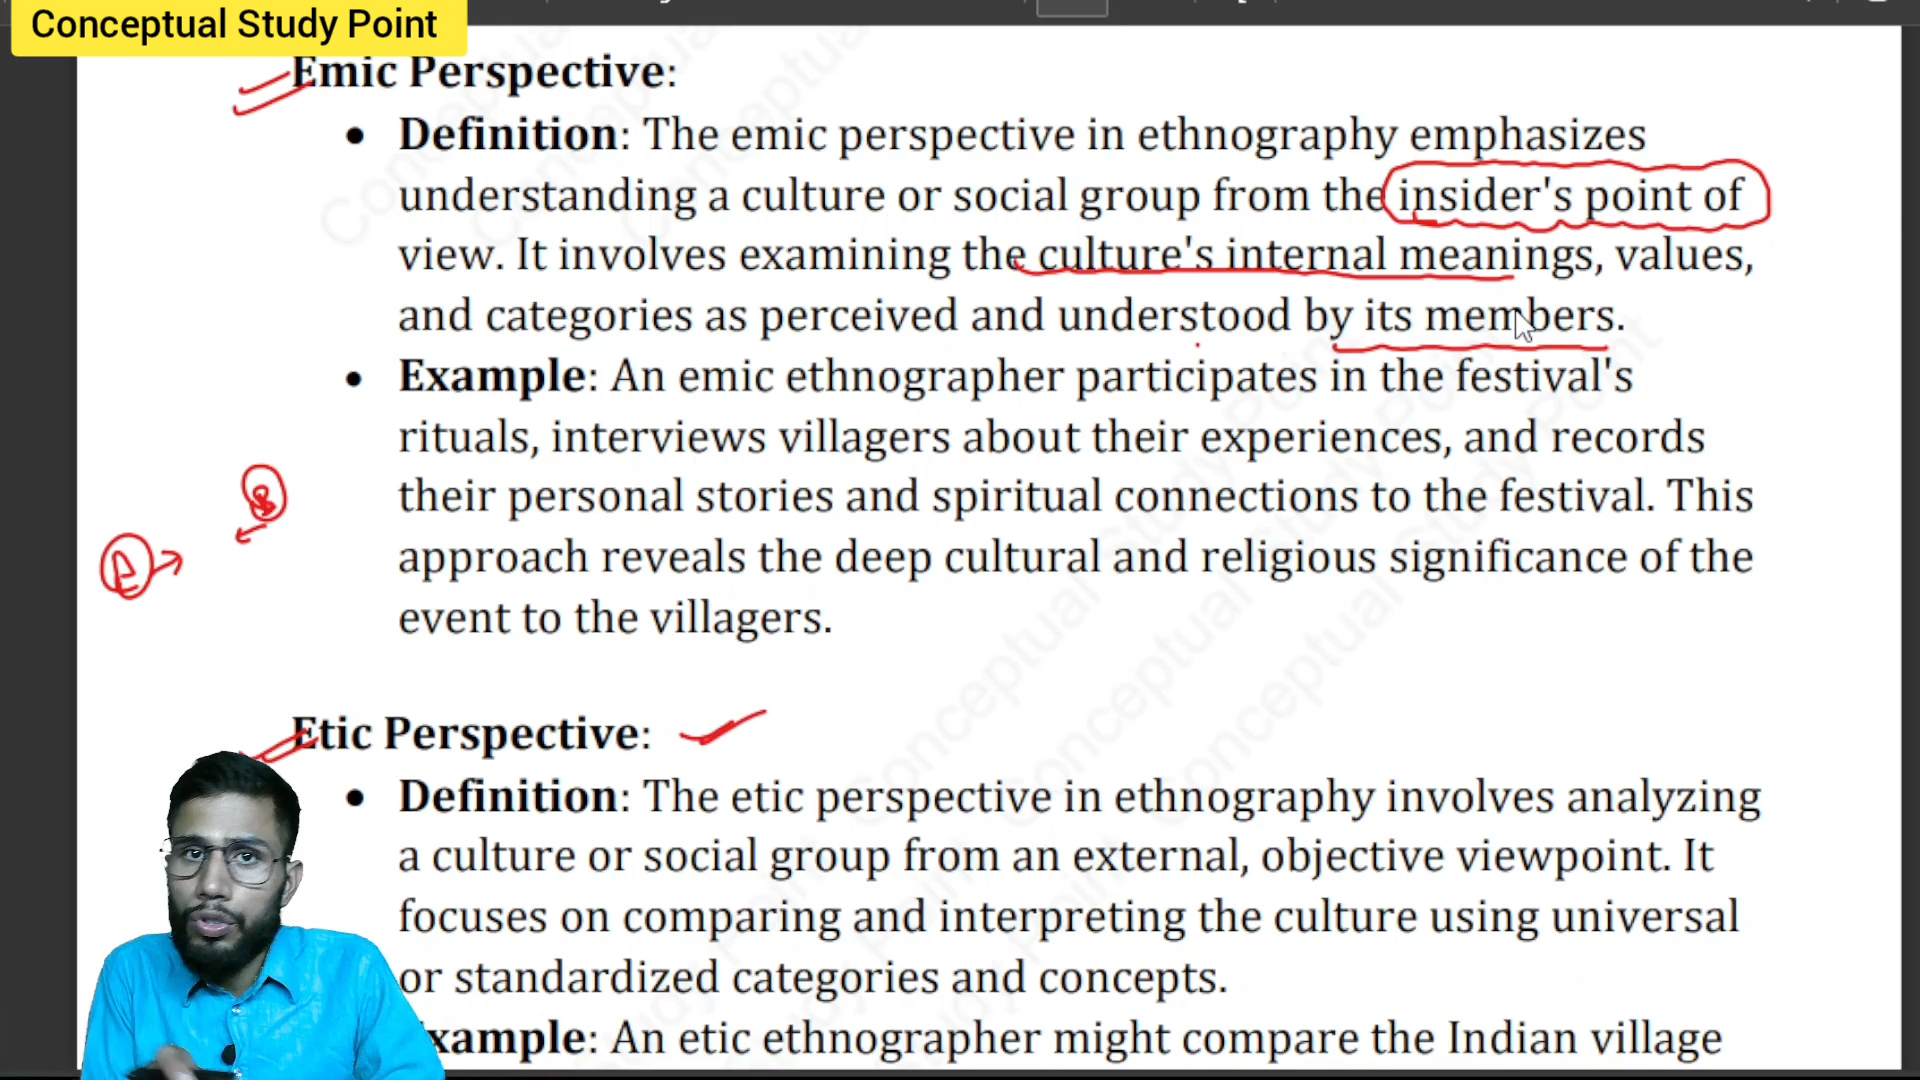 Conceptual Study Point
Emic Perspective:
• Definition: The emic perspective in ethnography emphasizes
understanding a culture or social group from the insider's point of
view. It involves examining the culture's internal meanings, values,
and categories as perceived and understood by its members.
• Example: An emic ethnographer participates in the festival's
rituals, interviews villagers about their experiences, and records
their personal stories and spiritual connections to the festival. This
approach reveals the deep cultural and religious significance of the
event to the villagers.
B
A
Etic Perspective:
• Definition: The etic perspective in ethnography involves analyzing
a culture or social group from an external, objective viewpoint. It
focuses on comparing and interpreting the culture using universal
or standardized categories and concepts.
xample: An etic ethnographer might compare the Indian village